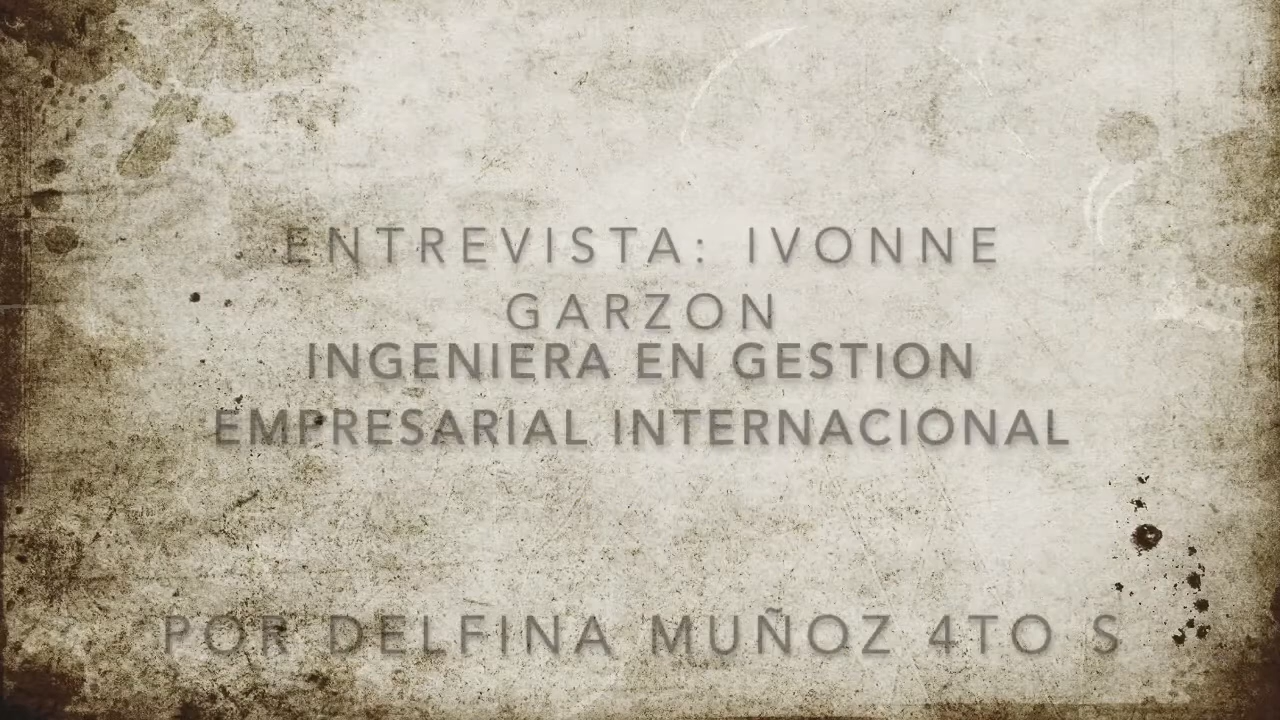 ENTREVISTA: IVONNE
GARZON
INGENIERA EN GESTION
EMPRESARIAL INTERNACIONAL
POR DELFINA MUÑOZ 4TO S